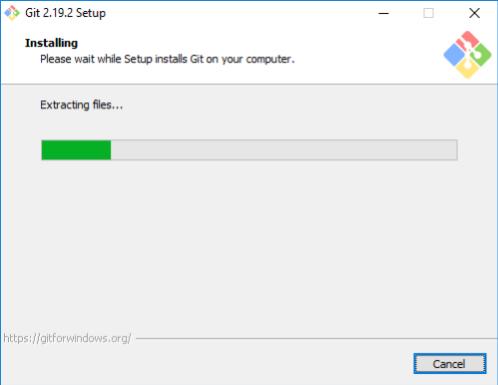 Git 2.19.2 Setup
Installing
Please wait while Setup installs Git on your computer.
Extracting files...
https://gitforwindows.org/
Cancel